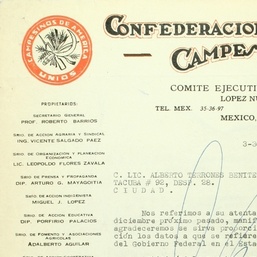 CAMPESINOS DE AMERICA
UNIOS
CONFEDERACION
CAMPES
COMITE EJECUTI
LOPEZ NU
TEL. MEX. 35-36-97
MEXICO,
PROPIETARIOS:
SECRETARIO GENERAL
PROF. ROBERTO BARRIOS
SRIO. DE ACCION AGRARIA Y SINDICAL
ING. VICENTE SALGADO PAEZ
SRIO. DE ORGANIZACION Y PLANEACION
ECONOMICA
LIC. LEOPOLDO FLORES ZAVALA
SRIO. DE PRENSA Y PROPAGANDA
DIP. ARTURO G. MAYAGOITIA
SRIO. DE ACCION INDIGENISTA
MIGUEL J. LOPEZ
SRIO. DE ACCION EDUCATIVA
DIP. PORFIRIO PALACIOS
SRIO. DE FOMENTO Y ASOCIACIONES
AGRICOLAS
ADALBERTO AGUILAR
3-3
C. LIC. ALBERTO TERRONES BENITE
TACUBA # 92, DESP. 28.
C I U D A D .
Nos referimos a su atenta
diciembre próximo pasado, manif
agradeceremos se sirva proporci
ción los datos a que se refiere
del Gobierno Federal en el Esta